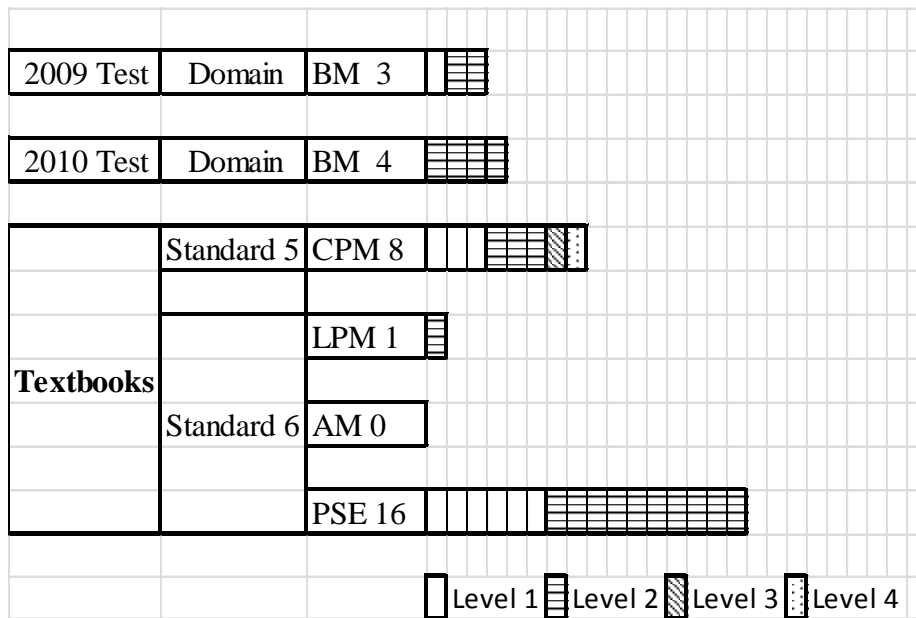 2009 Test Domain BM 3
2010 Test Domain BM 4
Standard 5 CPM 8
LPM 1
Textbooks
Standard 6 AM 0
PSE 16
Level 1 Level 2 Level 3 Level 4